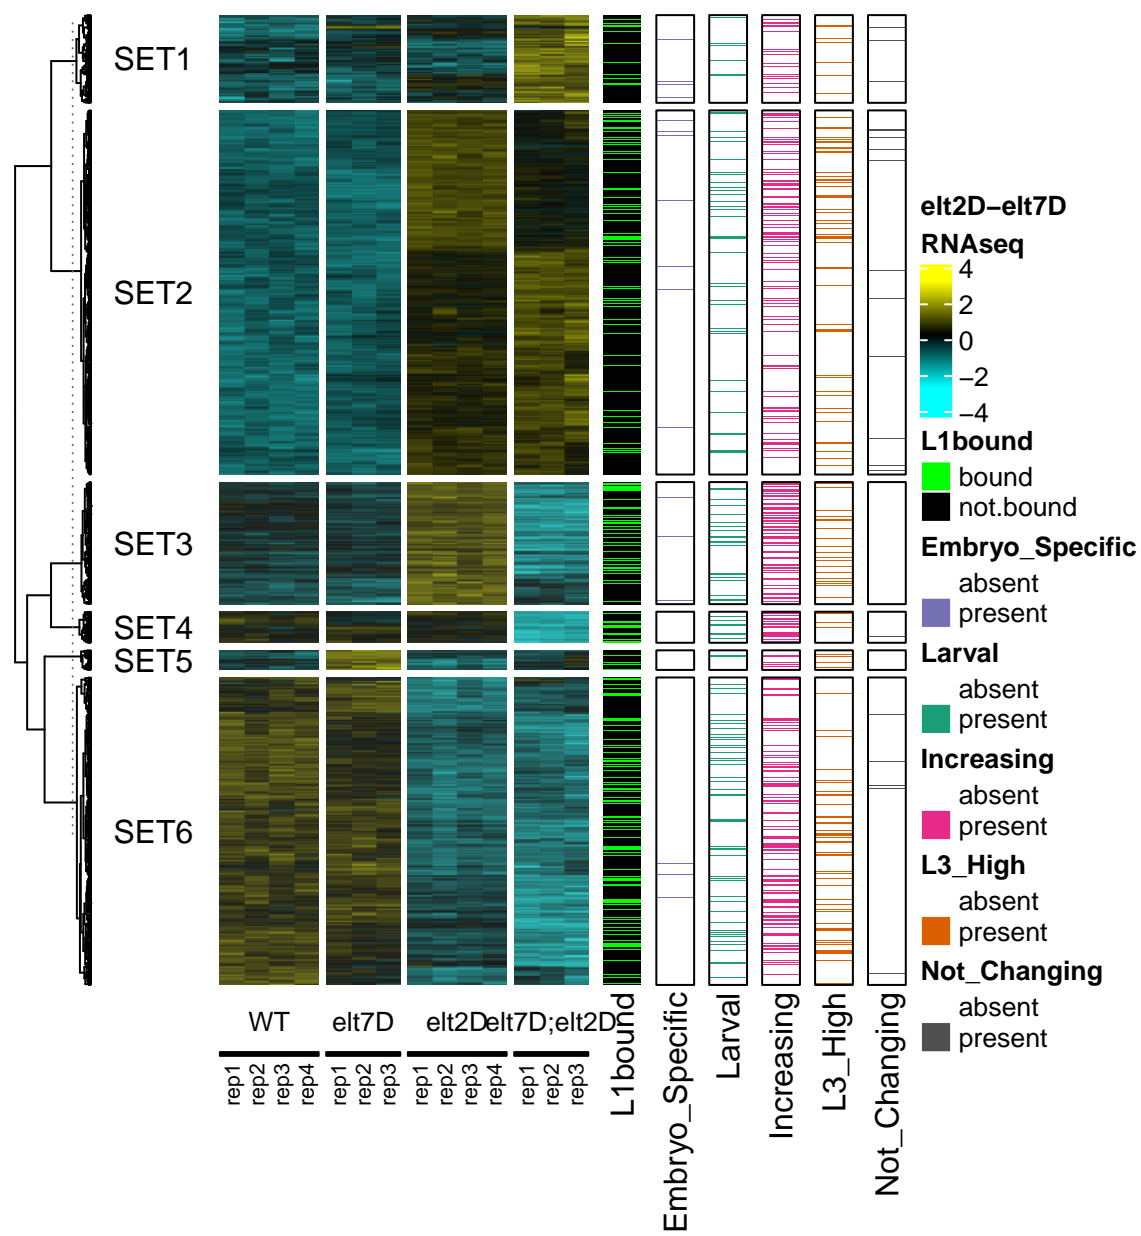 SET1
SET2
SET3
SET4
SET5
SET6
elt2D–elt7D
RNAseq
4
2
0
−2
−4
L1bound
bound
not.bound
Embryo_Specific
absent
present
Larval
absent
present
Increasing
absent
present
L3_High
absent
present
Not_Changing
absent
present
WT
elt7D
elt2D
elt7D;elt2D
rep1
rep2
rep3
rep4
rep1
rep2
rep3
rep1
rep2
rep3
rep4
rep1
rep2
rep3
L1bound
Embryo_Specific
Larval
Increasing
L3_High
Not_Changing